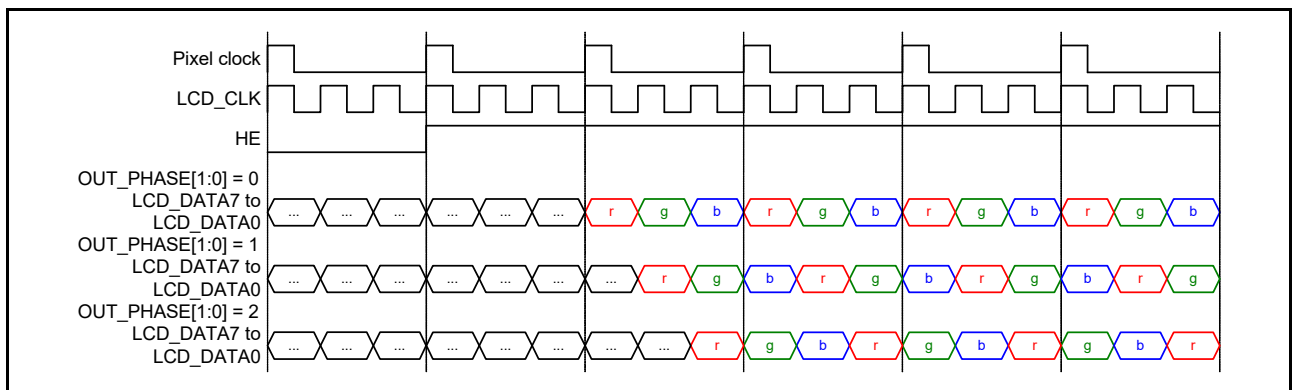 Pixel clock
LCD_CLK
HE
OUT_PHASE[1:0] = 0
LCD_DATA7 to
LCD_DATA0
... ... ... ... ... ... r g b r g b r g b r g b
OUT_PHASE[1:0] = 1
LCD_DATA7 to
LCD_DATA0
... ... ... ... ... ... ... r g b r g b r g b r g
OUT_PHASE[1:0] = 2
LCD_DATA7 to
LCD_DATA0
... ... ... ... ... ... ... ... r g b r g b r g b r